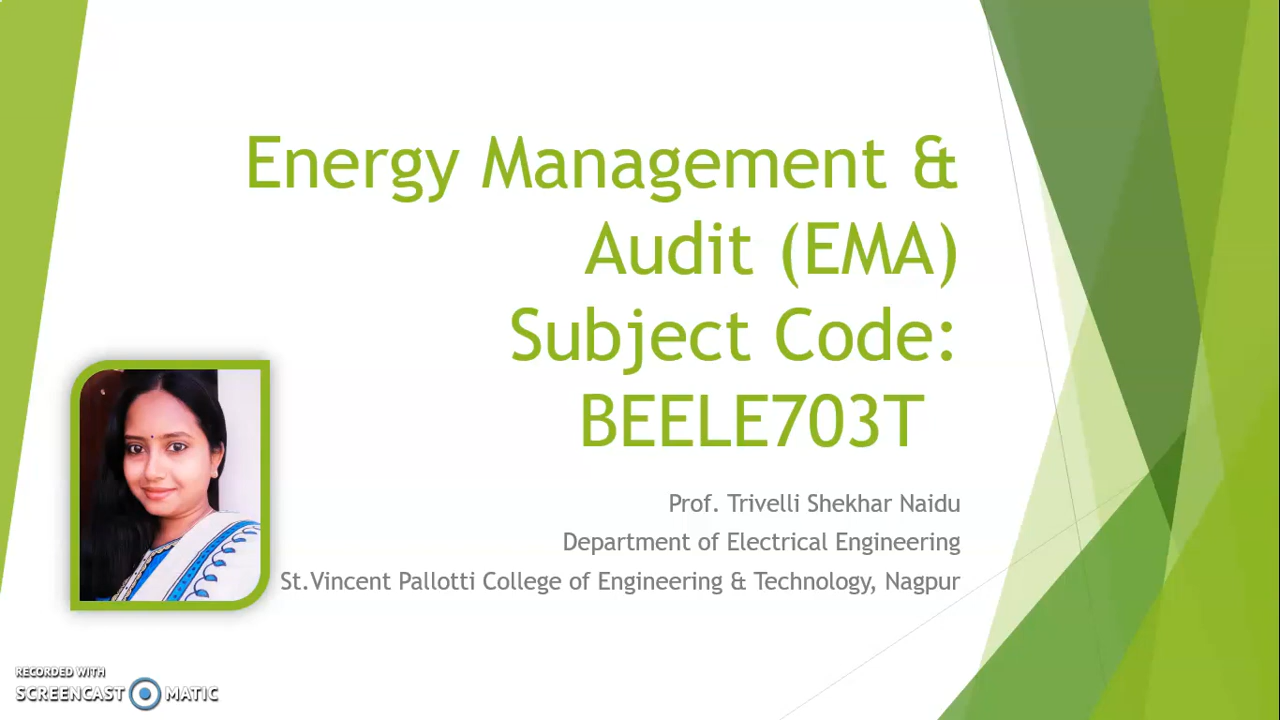 Energy Management &
Audit (EMA)
Subject Code:
BEELE703T
Prof. Trivelli Shekhar Naidu
Department of Electrical Engineering
St.Vincent Pallotti College of Engineering & Technology, Nagpur
RECORDED WITH
SCREENCAST MATIC